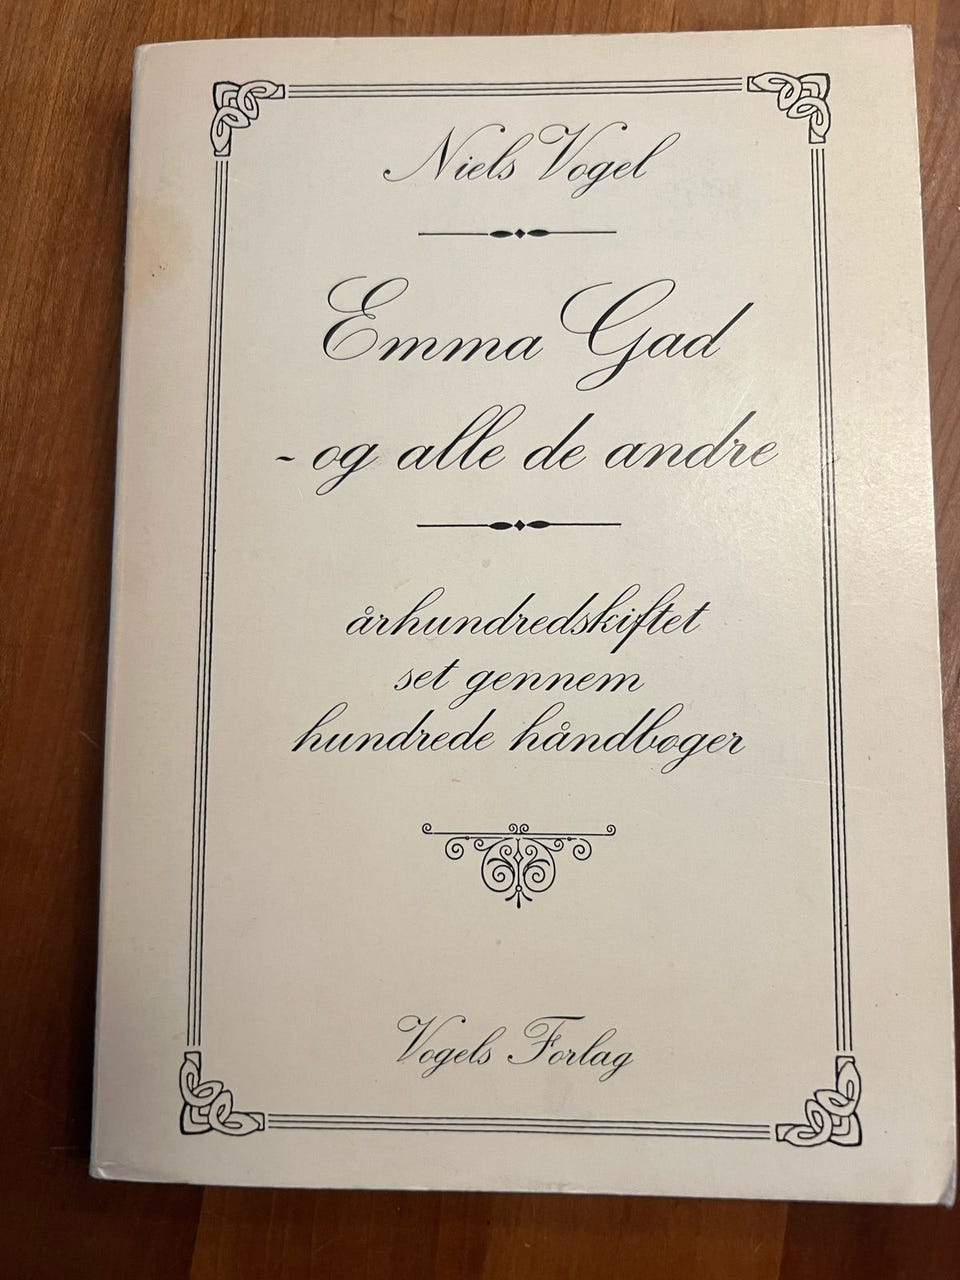 Niels Vogel
Emma Gad
- og alle de andre
århundredskiftet
set gennem
hundrede håndbøger
Vogels Forlag